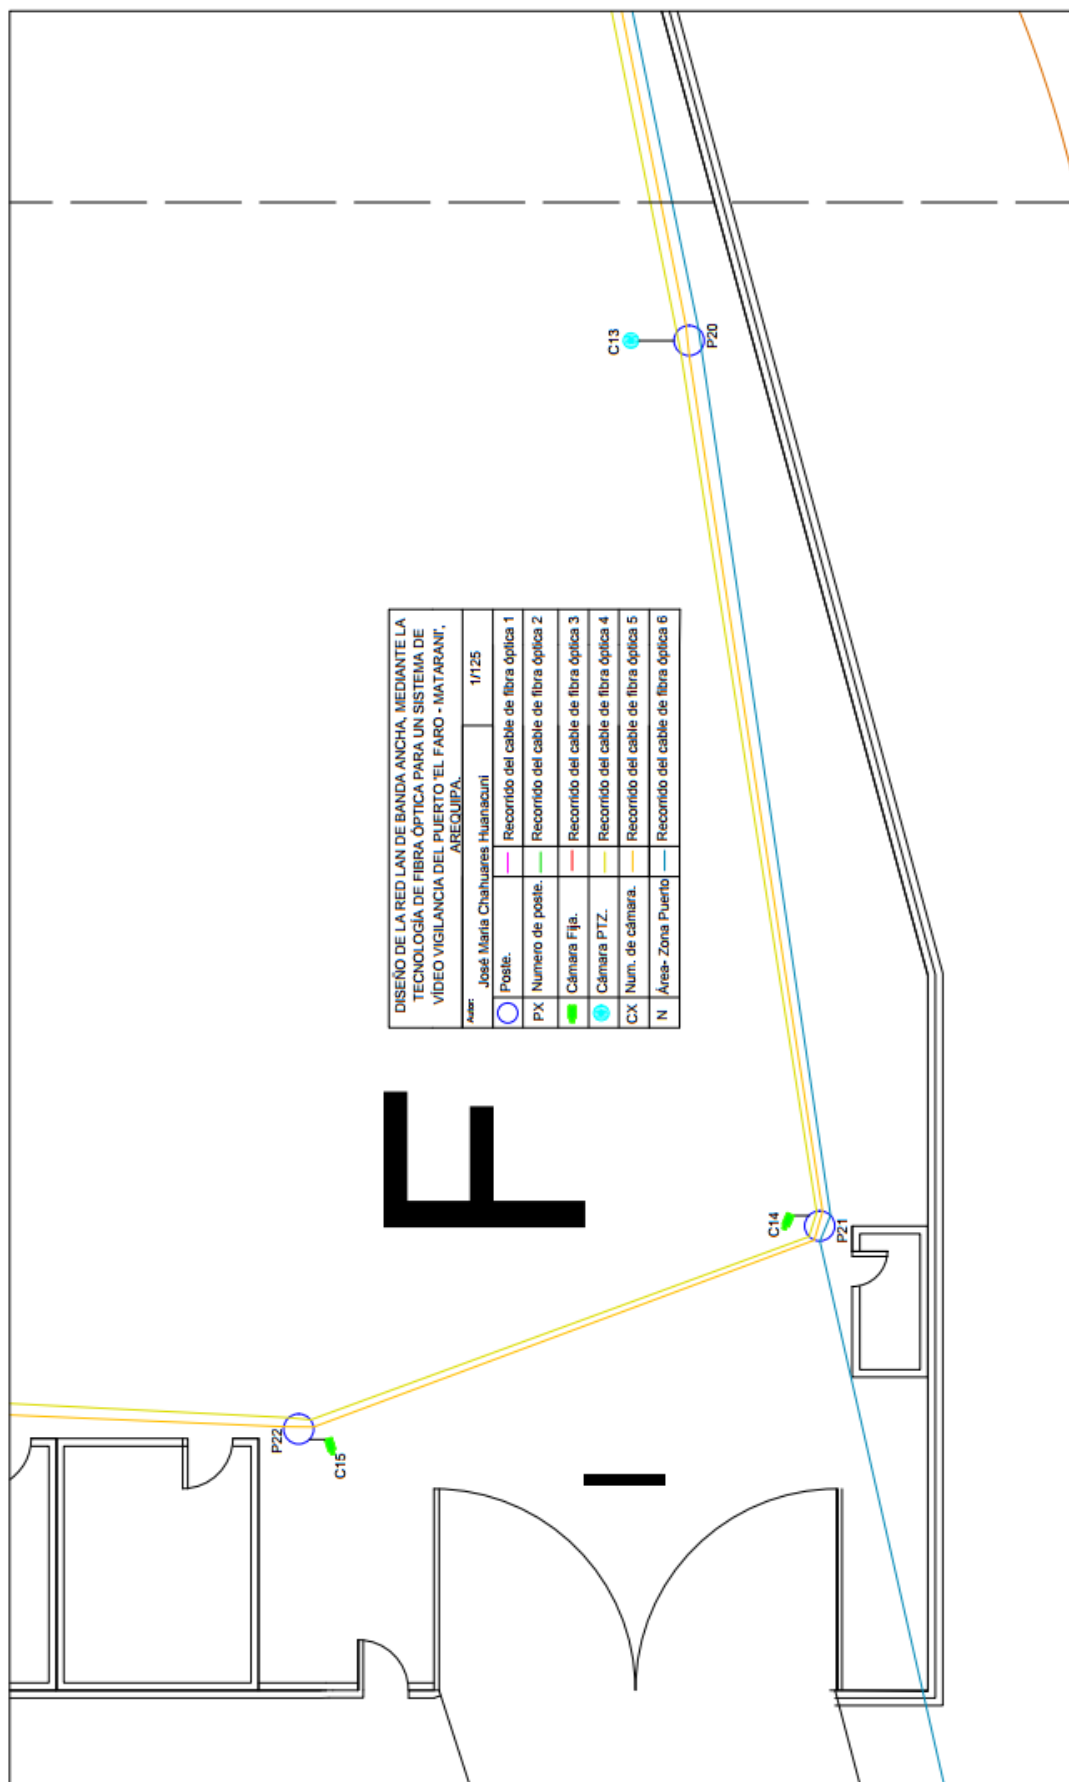 DISEÑO DE LA RED LAN DE BANDA ANCHA, MEDIANTE LA
TECNOLOGÍA DE FIBRA ÓPTICA PARA UN SISTEMA DE
VÍDEO VIGILANCIA DEL PUERTO "EL FARO - MATARANI",
AREQUIPA.
Autor:
José Maria Chahuares Huanacuni
1/125
Poste.
Recorrido del cable de fibra óptica 1
PX
Numero de poste.
Recorrido del cable de fibra óptica 2
Cámara Fija.
Recorrido del cable de fibra óptica 3
Cámara PTZ.
Recorrido del cable de fibra óptica 4
CX
Num. de cámara.
Recorrido del cable de fibra óptica 5
N
Área- Zona Puerto
Recorrido del cable de fibra óptica 6
C13
P20
F
C14
P21
P22
C15
I